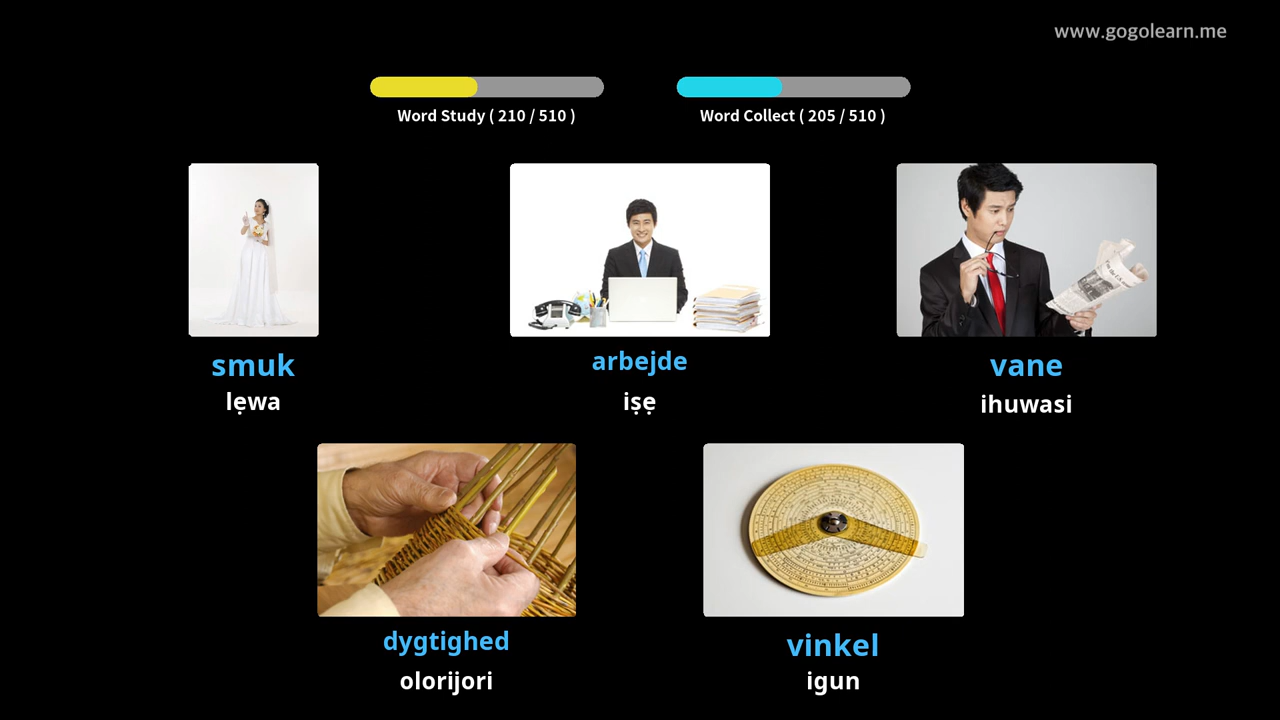 www.gogolearn.me
Word Study ( 210 / 510 )
Word Collect ( 205 / 510 )
smuk
lẹwa
arbejde
iṣẹ
vane
ihuwasi
dygtighed
olorijori
vinkel
igun